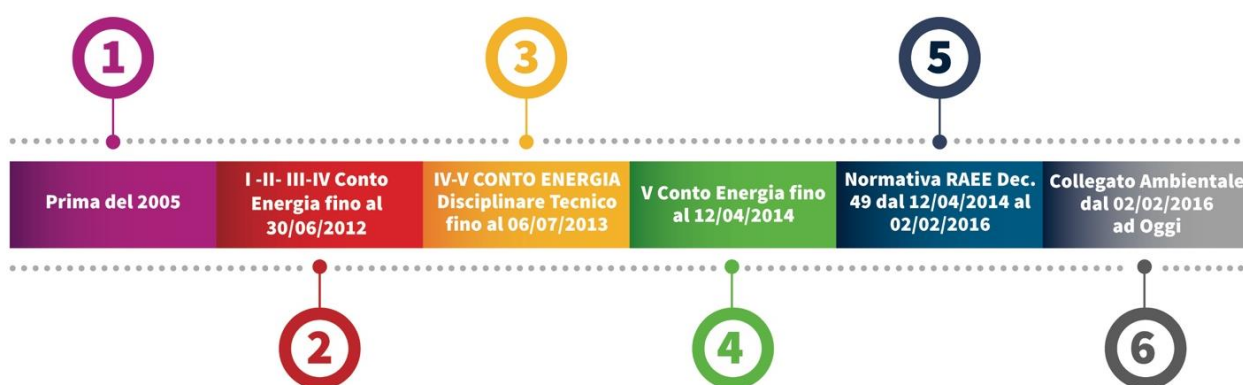 1
3
5
Prima del 2005
I -II- III-IV Conto
Energia fino al
30/06/2012
IV-V CONTO ENERGIA
Disciplinare Tecnico
fino al 06/07/2013
V Conto Energia fino
al 12/04/2014
Normativa RAEE Dec.
49 dal 12/04/2014 al
02/02/2016
Collegato Ambientale
dal 02/02/2016
ad Oggi
2
4
6